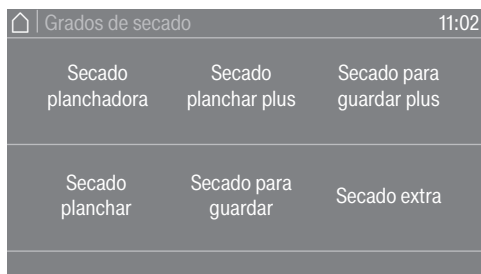 Grados de secado 11:02
Secado planchadora
Secado planchar plus
Secado para guardar plus
Secado planchar
Secado para guardar
Secado extra